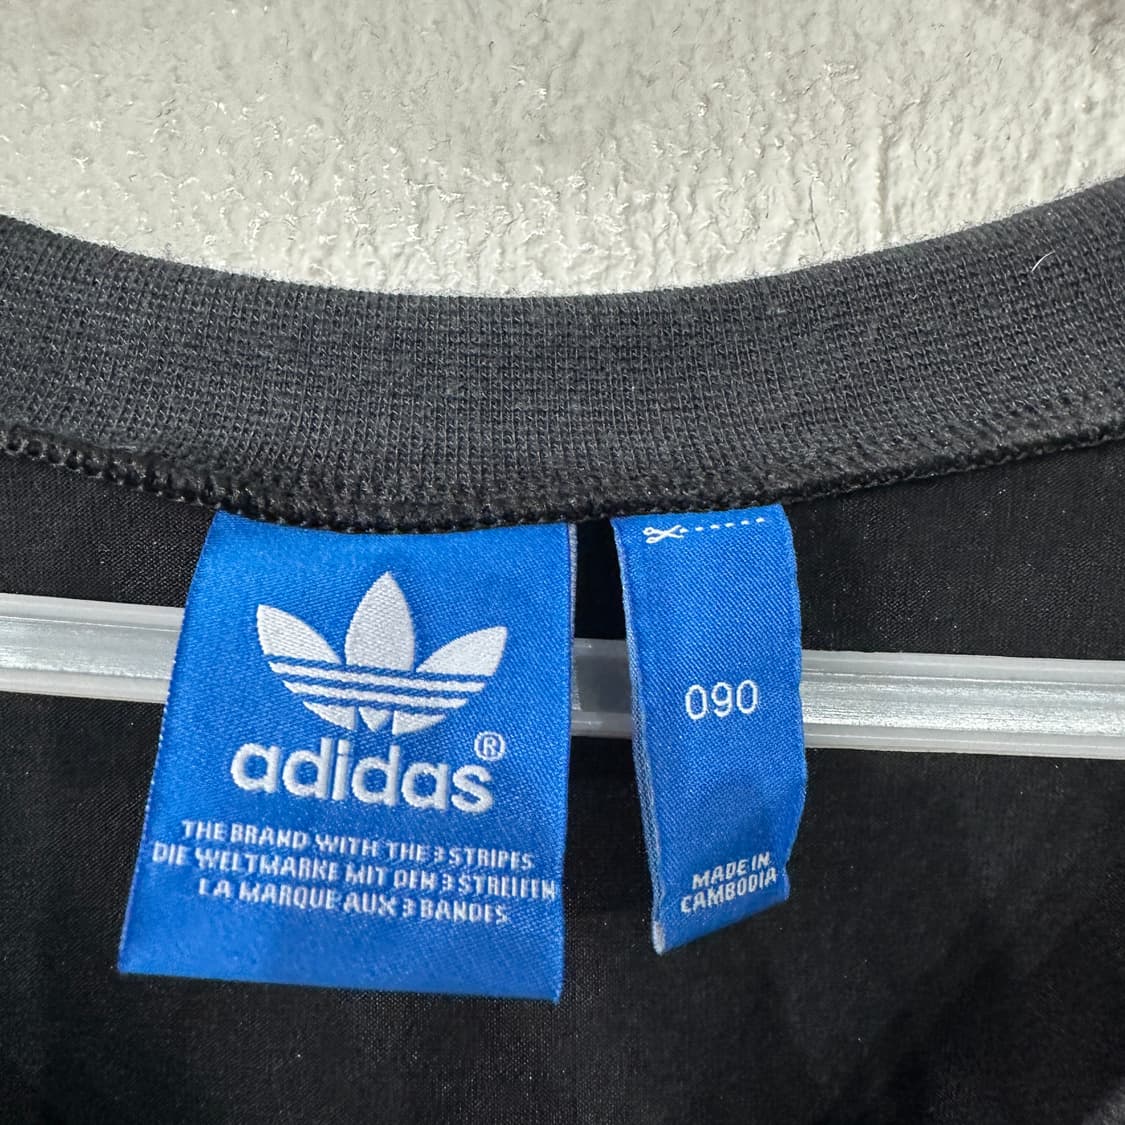 adidas®
THE BRAND WITH THE 3 STRIPES
DIE WELTMARKE MIT DEN 3 STREIFEN
LA MARQUE AUX 3 BANDES
090
MADE IN
CAMBODIA